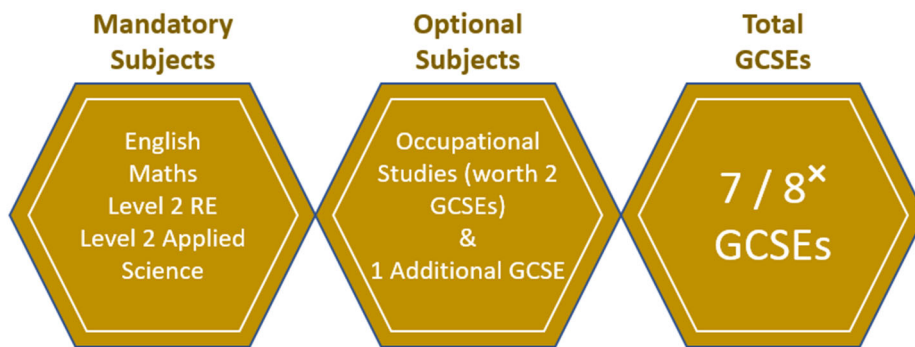 Mandatory
Subjects
English
Maths
Level 2 RE
Level 2 Applied
Science
Optional
Subjects
Occupational
Studies (worth 2
GCSEs)
&
1 Additional GCSE
Total
GCSEs
7 / 8ˣ
GCSEs